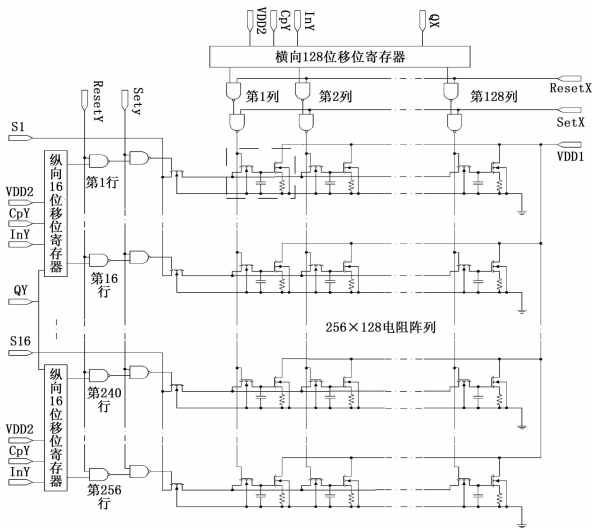 VDD2
CpY
InY
QX
横向128位移位寄存器
ResetY
Sety
第1列
第2列
第128列
ResetX
SetX
S1
VDD1
纵向16位移位寄存器
第1行
VDD2
CpY
InY
第16行
QY
256×128电阻阵列
S16
纵向16位移位寄存器
第240行
VDD2
CpY
InY
第256行